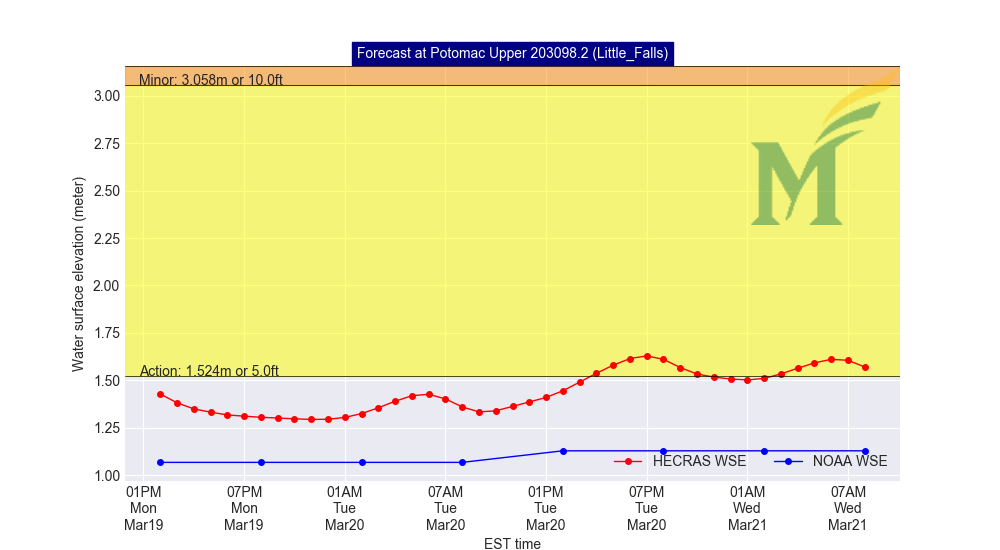 Forecast at Potomac Upper 203098.2 (Little_Falls)
Minor: 3.058m or 10.0ft
3.00
2.75
2.50
2.25
2.00
1.75
1.50
1.25
1.00
Water surface elevation (meter)
Action: 1.524m or 5.0ft
HECRAS WSE
NOAA WSE
01PM
Mon
Mar19
07PM
Mon
Mar19
01AM
Tue
Mar20
07AM
Tue
Mar20
01PM
Tue
Mar20
07PM
Tue
Mar20
01AM
Wed
Mar21
07AM
Wed
Mar21
EST time
M